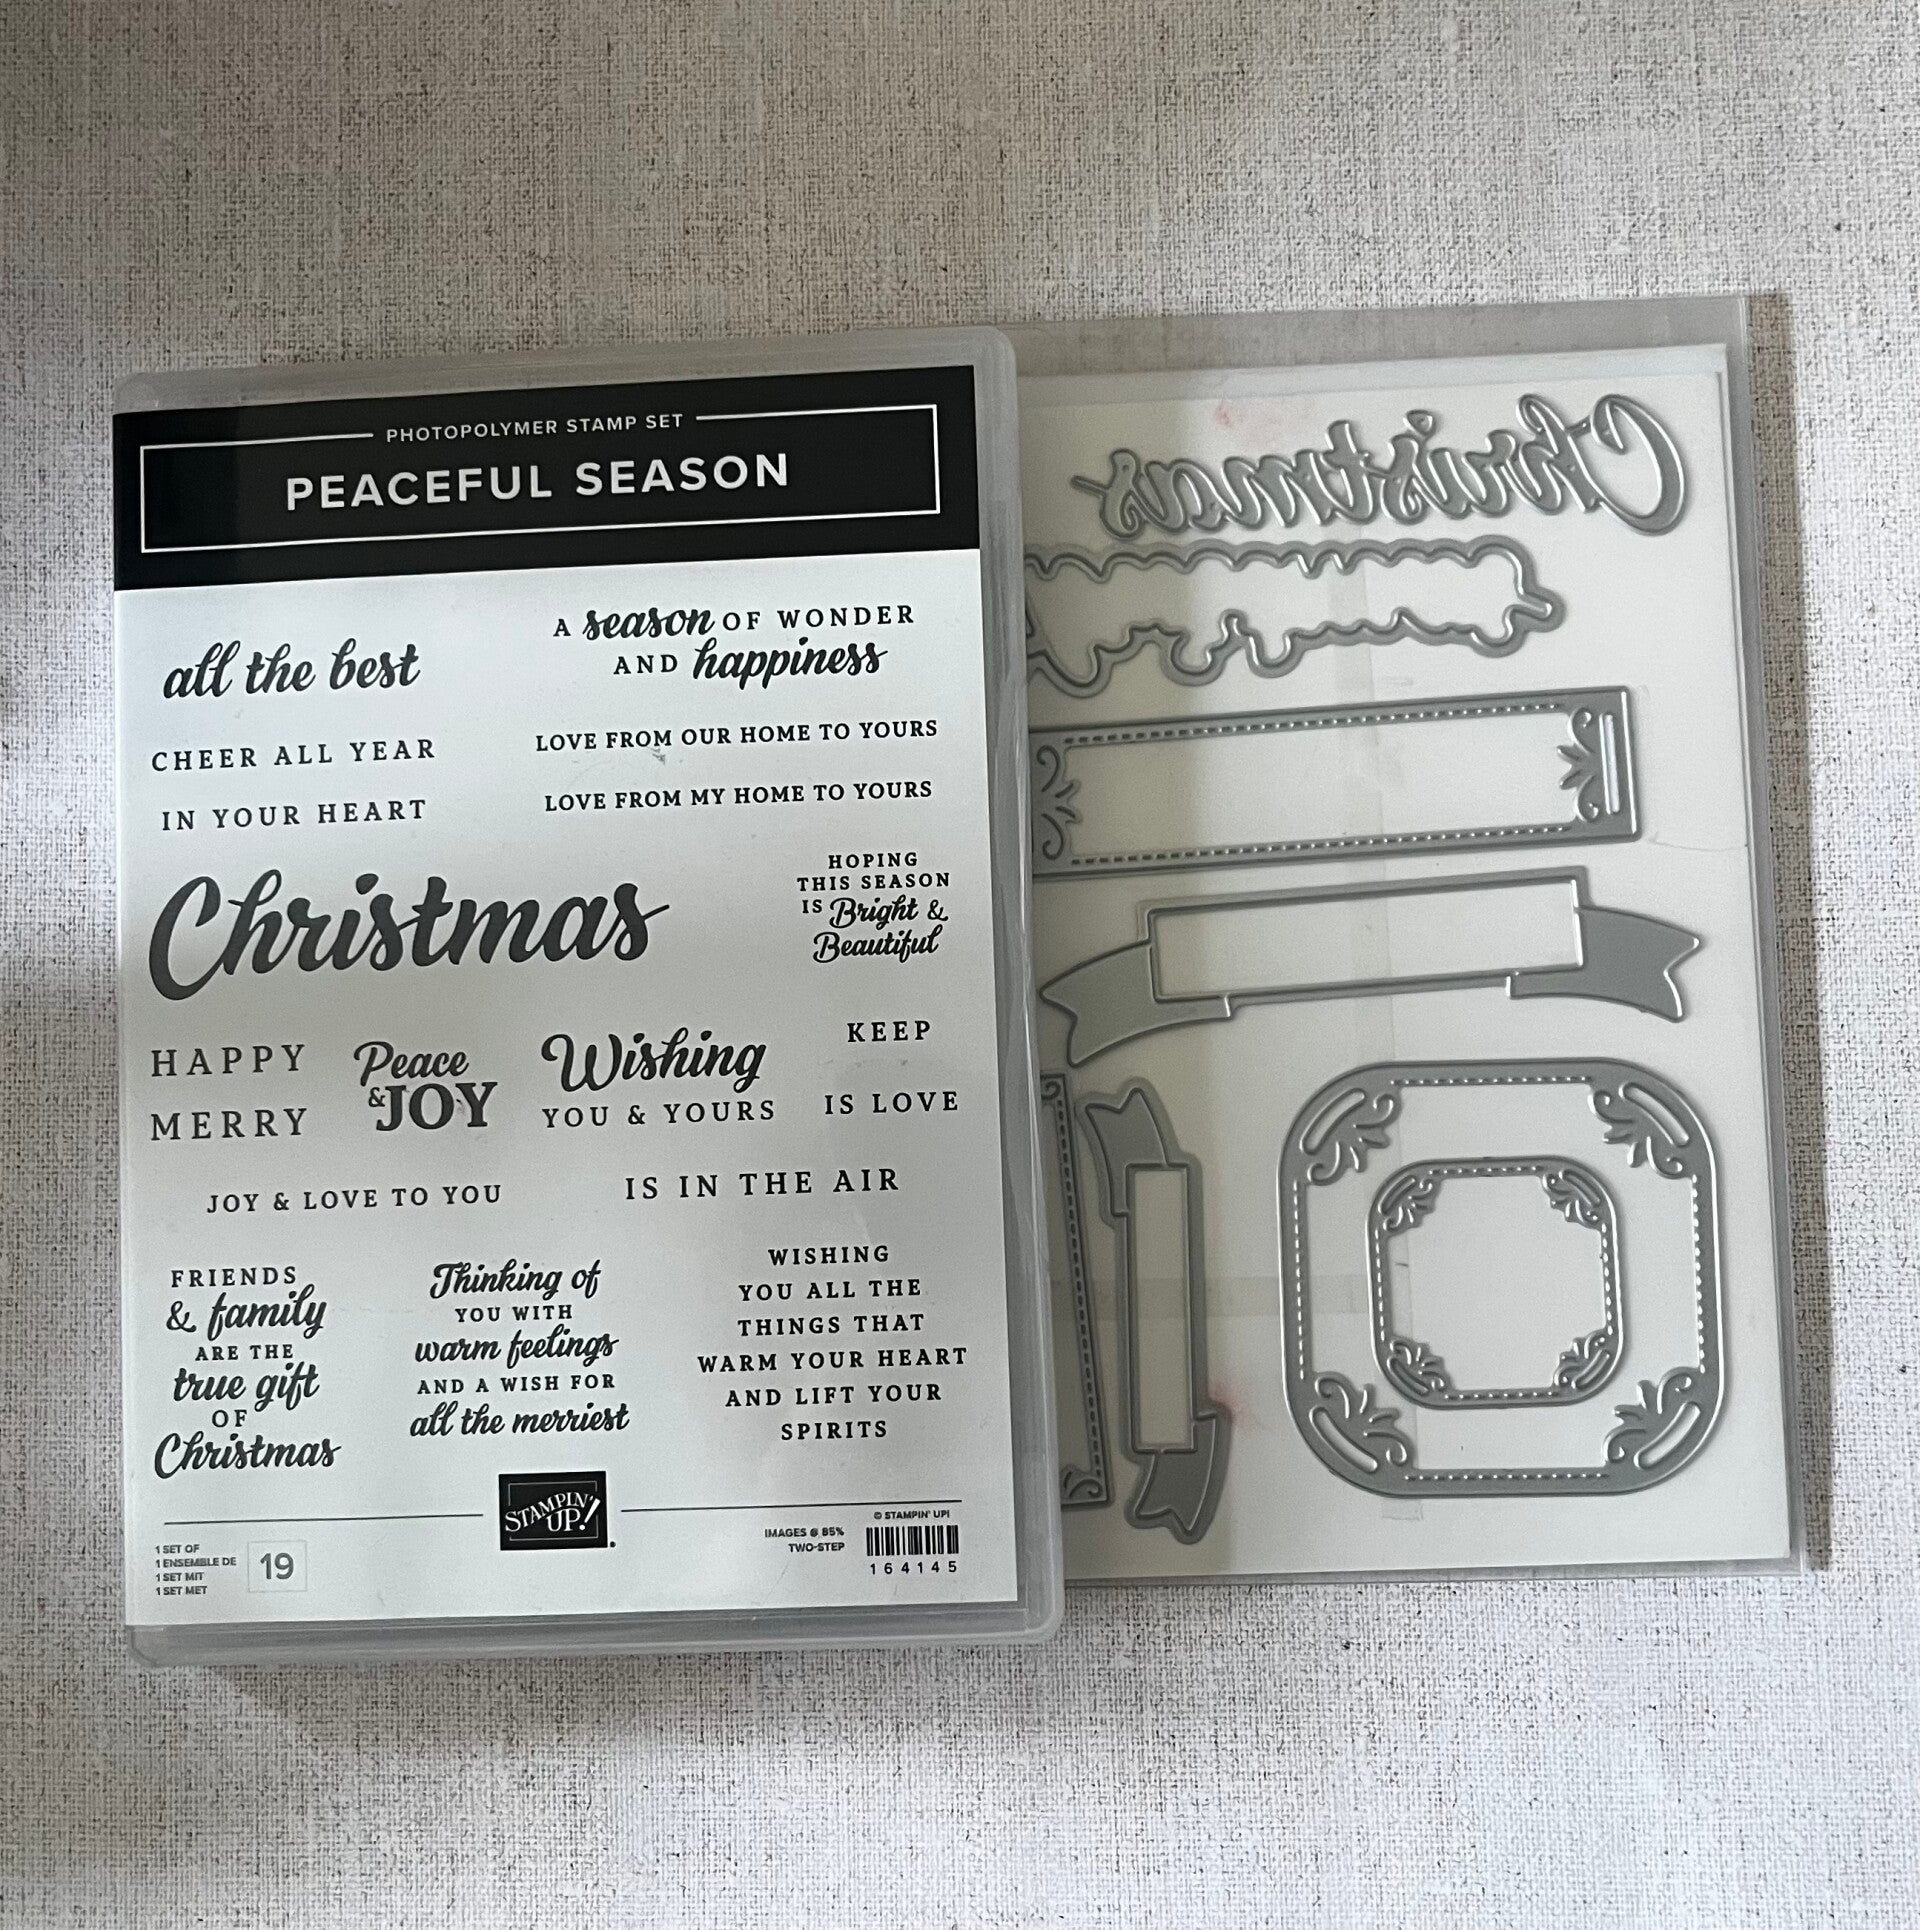 PHOTOPOLYMER STAMP SET
PEACEFUL SEASON
all the best
A season OF WONDER
AND happiness
CHEER ALL YEAR
LOVE FROM OUR HOME TO YOURS
IN YOUR HEART
LOVE FROM MY HOME TO YOURS
Christmas
HOPING
THIS SEASON
IS Bright &
Beautiful
HAPPY
MERRY
Peace
& JOY
Wishing
YOU & YOURS
KEEP
IS LOVE
JOY & LOVE TO YOU
IS IN THE AIR
FRIENDS
& family
ARE THE
true gift
OF
Christmas
Thinking of
YOU WITH
warm feelings
AND A WISH FOR
all the merriest
WISHING
YOU ALL THE
THINGS THAT
WARM YOUR HEART
AND LIFT YOUR
SPIRITS
1 SET OF
1 ENSEMBLE DE
1 SET MIT
1 SET MET
19
STAMPIN'
UP!
IMAGES @ 85%
TWO-STEP
© STAMPIN' UP!
164145
Christmas